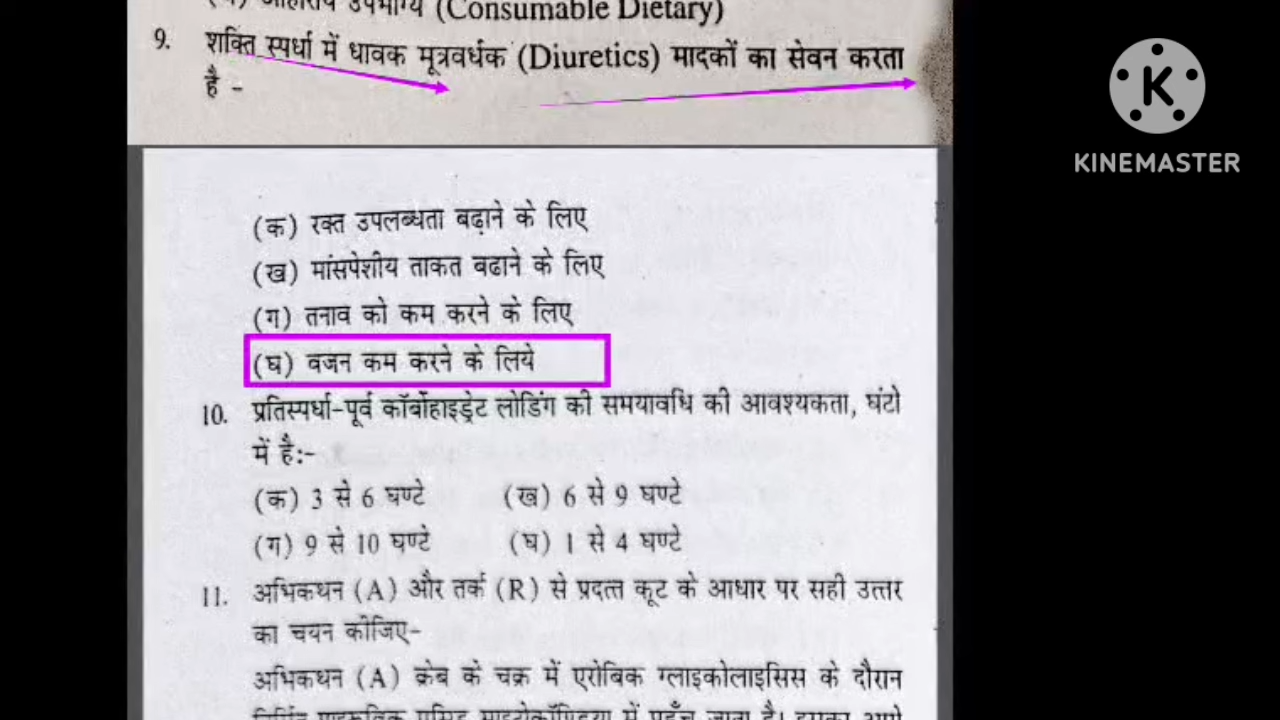 आहारीय उपभोग्य (Consumable Dietary)
9. शक्ति स्पर्धा में धावक मूत्रवर्धक (Diuretics) मादकों का सेवन करता
है -
K
KINEMASTER
(क) रक्त उपलब्धता बढ़ाने के लिए
(ख) मांसपेशीय ताकत बढाने के लिए
(ग) तनाव को कम करने के लिए
(घ) वजन कम करने के लिये
10. प्रतिस्पर्धा-पूर्व कॉर्बोहाइड्रेट लोडिंग की समयावधि की आवश्यकता, घंटो
में है:-
(क) 3 से 6 घण्टे (ख) 6 से 9 घण्टे
(ग) 9 से 10 घण्टे (घ) 1 से 4 घण्टे
11. अभिकथन (A) और तर्क (R) से प्रदत्त कूट के आधार पर सही उत्तर
का चयन कीजिए-
अभिकथन (A) क्रेब के चक्र में एरोबिक ग्लाइकोलाइसिस के दौरान